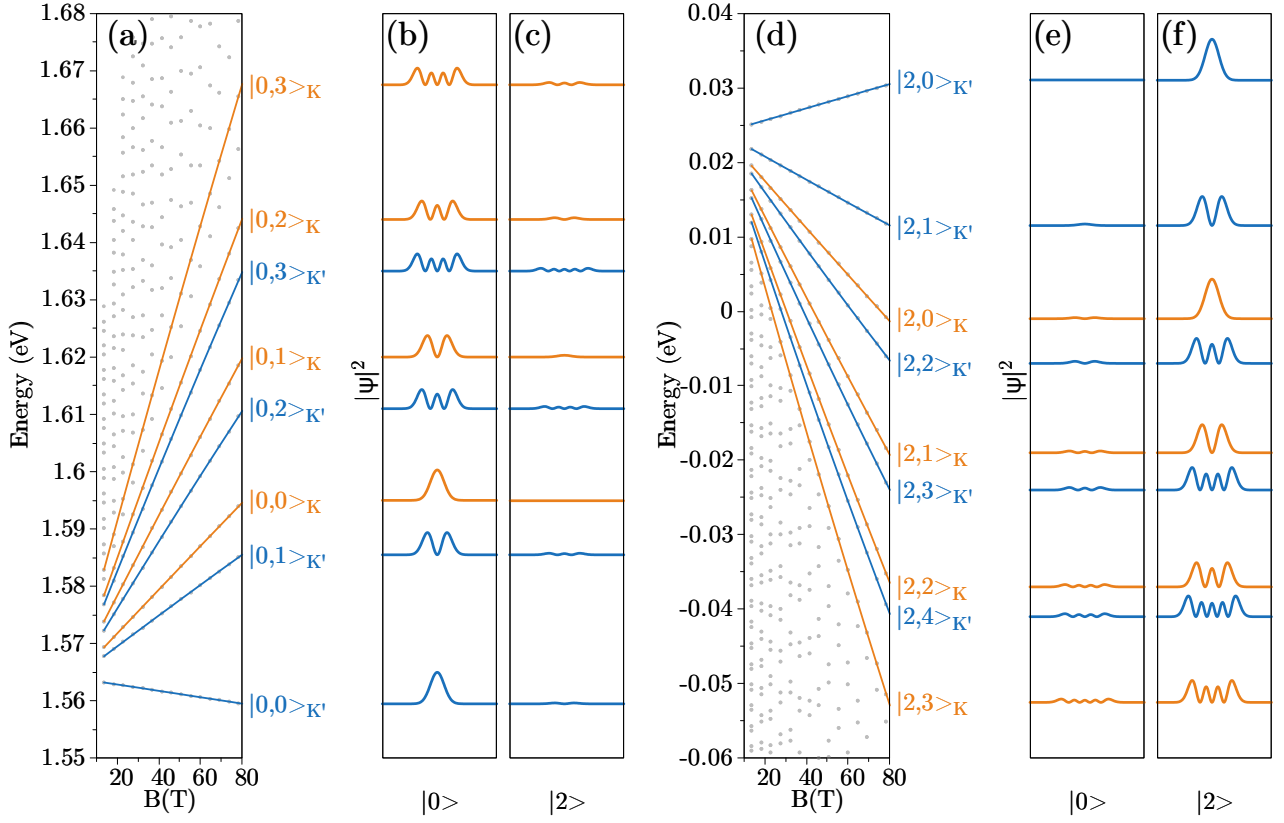 (a)
1.68
1.67
1.66
1.65
1.64
1.63
1.62
1.61
1.6
1.59
1.58
1.57
1.56
1.55
Energy (eV)
20
40
60
80
B(T)
|0,3>K
|0,2>K
|0,3>K'
|0,1>K
|0,2>K'
|0,0>K
|0,1>K'
|0,0>K'
(b)
|ψ|²
|0>
(c)
|2>
(d)
0.04
0.03
0.02
0.01
0
-0.01
-0.02
-0.03
-0.04
-0.05
-0.06
Energy (eV)
20
40
60
80
B(T)
|2,0>K'
|2,1>K'
|2,0>K
|2,2>K'
|2,1>K
|2,3>K'
|2,2>K
|2,4>K'
|2,3>K
(e)
|ψ|²
|0>
(f)
|2>